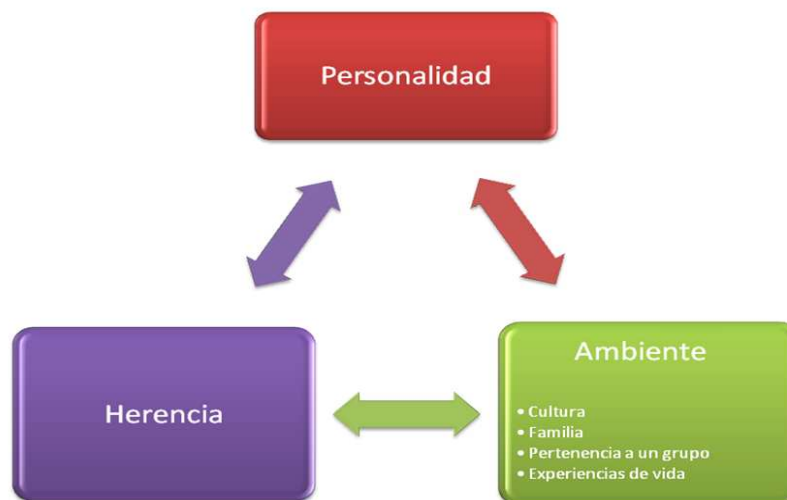 Personalidad
Herencia
Ambiente
• Cultura
• Familia
• Pertenencia a un grupo
• Experiencias de vida